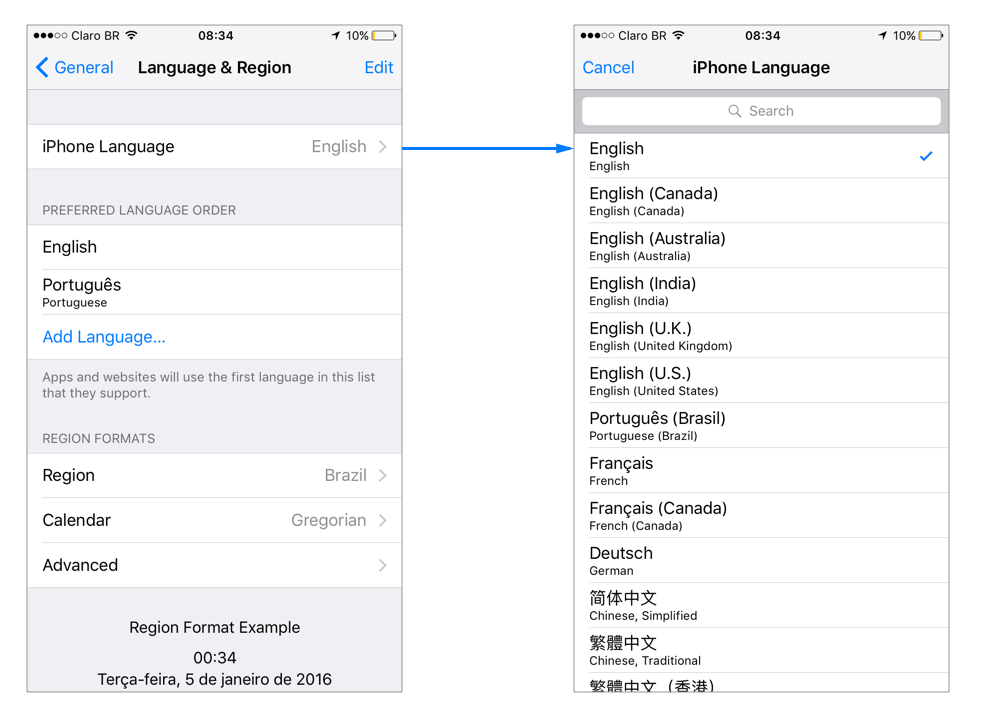 Claro BR 08:34 10%
General Language & Region Edit
iPhone Language English
PREFERRED LANGUAGE ORDER
English
Português
Portuguese
Add Language...
Apps and websites will use the first language in this list
that they support.
REGION FORMATS
Region Brazil
Calendar Gregorian
Advanced
Region Format Example
00:34
Terça-feira, 5 de janeiro de 2016
Claro BR 08:34 10%
Cancel iPhone Language
Search
English
English
English (Canada)
English (Canada)
English (Australia)
English (Australia)
English (India)
English (India)
English (U.K.)
English (United Kingdom)
English (U.S.)
English (United States)
Português (Brasil)
Portuguese (Brazil)
Français
French
Français (Canada)
French (Canada)
Deutsch
German
简体中文
Chinese, Simplified
繁體中文
Chinese, Traditional
繁體中文（香港）